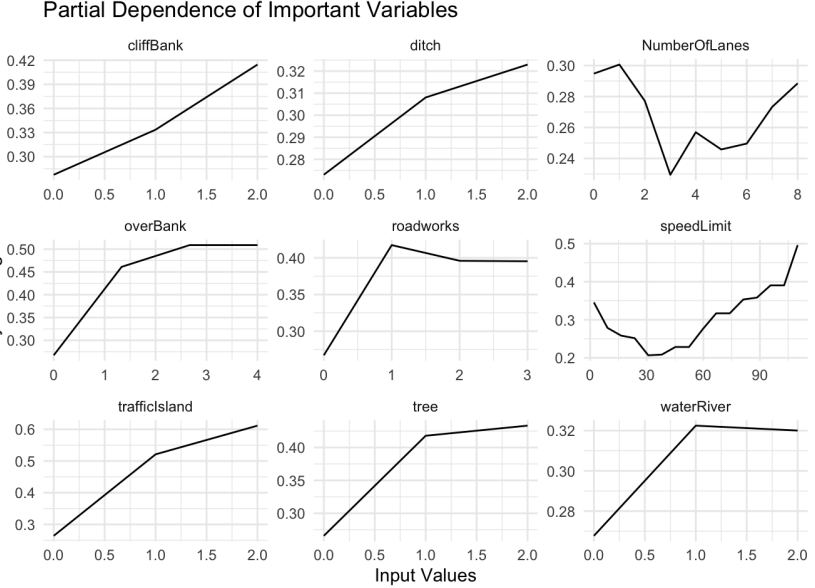 Partial Dependence of Important Variables
cliffBank
0.42
0.39
0.36
0.33
0.30
0.0 0.5 1.0 1.5 2.0
ditch
0.32
0.31
0.30
0.29
0.28
0.0 0.5 1.0 1.5 2.0
NumberOfLanes
0.30
0.28
0.26
0.24
0 2 4 6 8
overBank
0.50
0.45
0.40
0.35
0.30
0 1 2 3 4
roadworks
0.40
0.35
0.30
0 1 2 3
speedLimit
0.5
0.4
0.3
0.2
0 30 60 90
trafficIsland
0.6
0.5
0.4
0.3
0.0 0.5 1.0 1.5 2.0
tree
0.40
0.35
0.30
0.0 0.5 1.0 1.5 2.0
waterRiver
0.32
0.30
0.28
0.0 0.5 1.0 1.5 2.0
Input Values